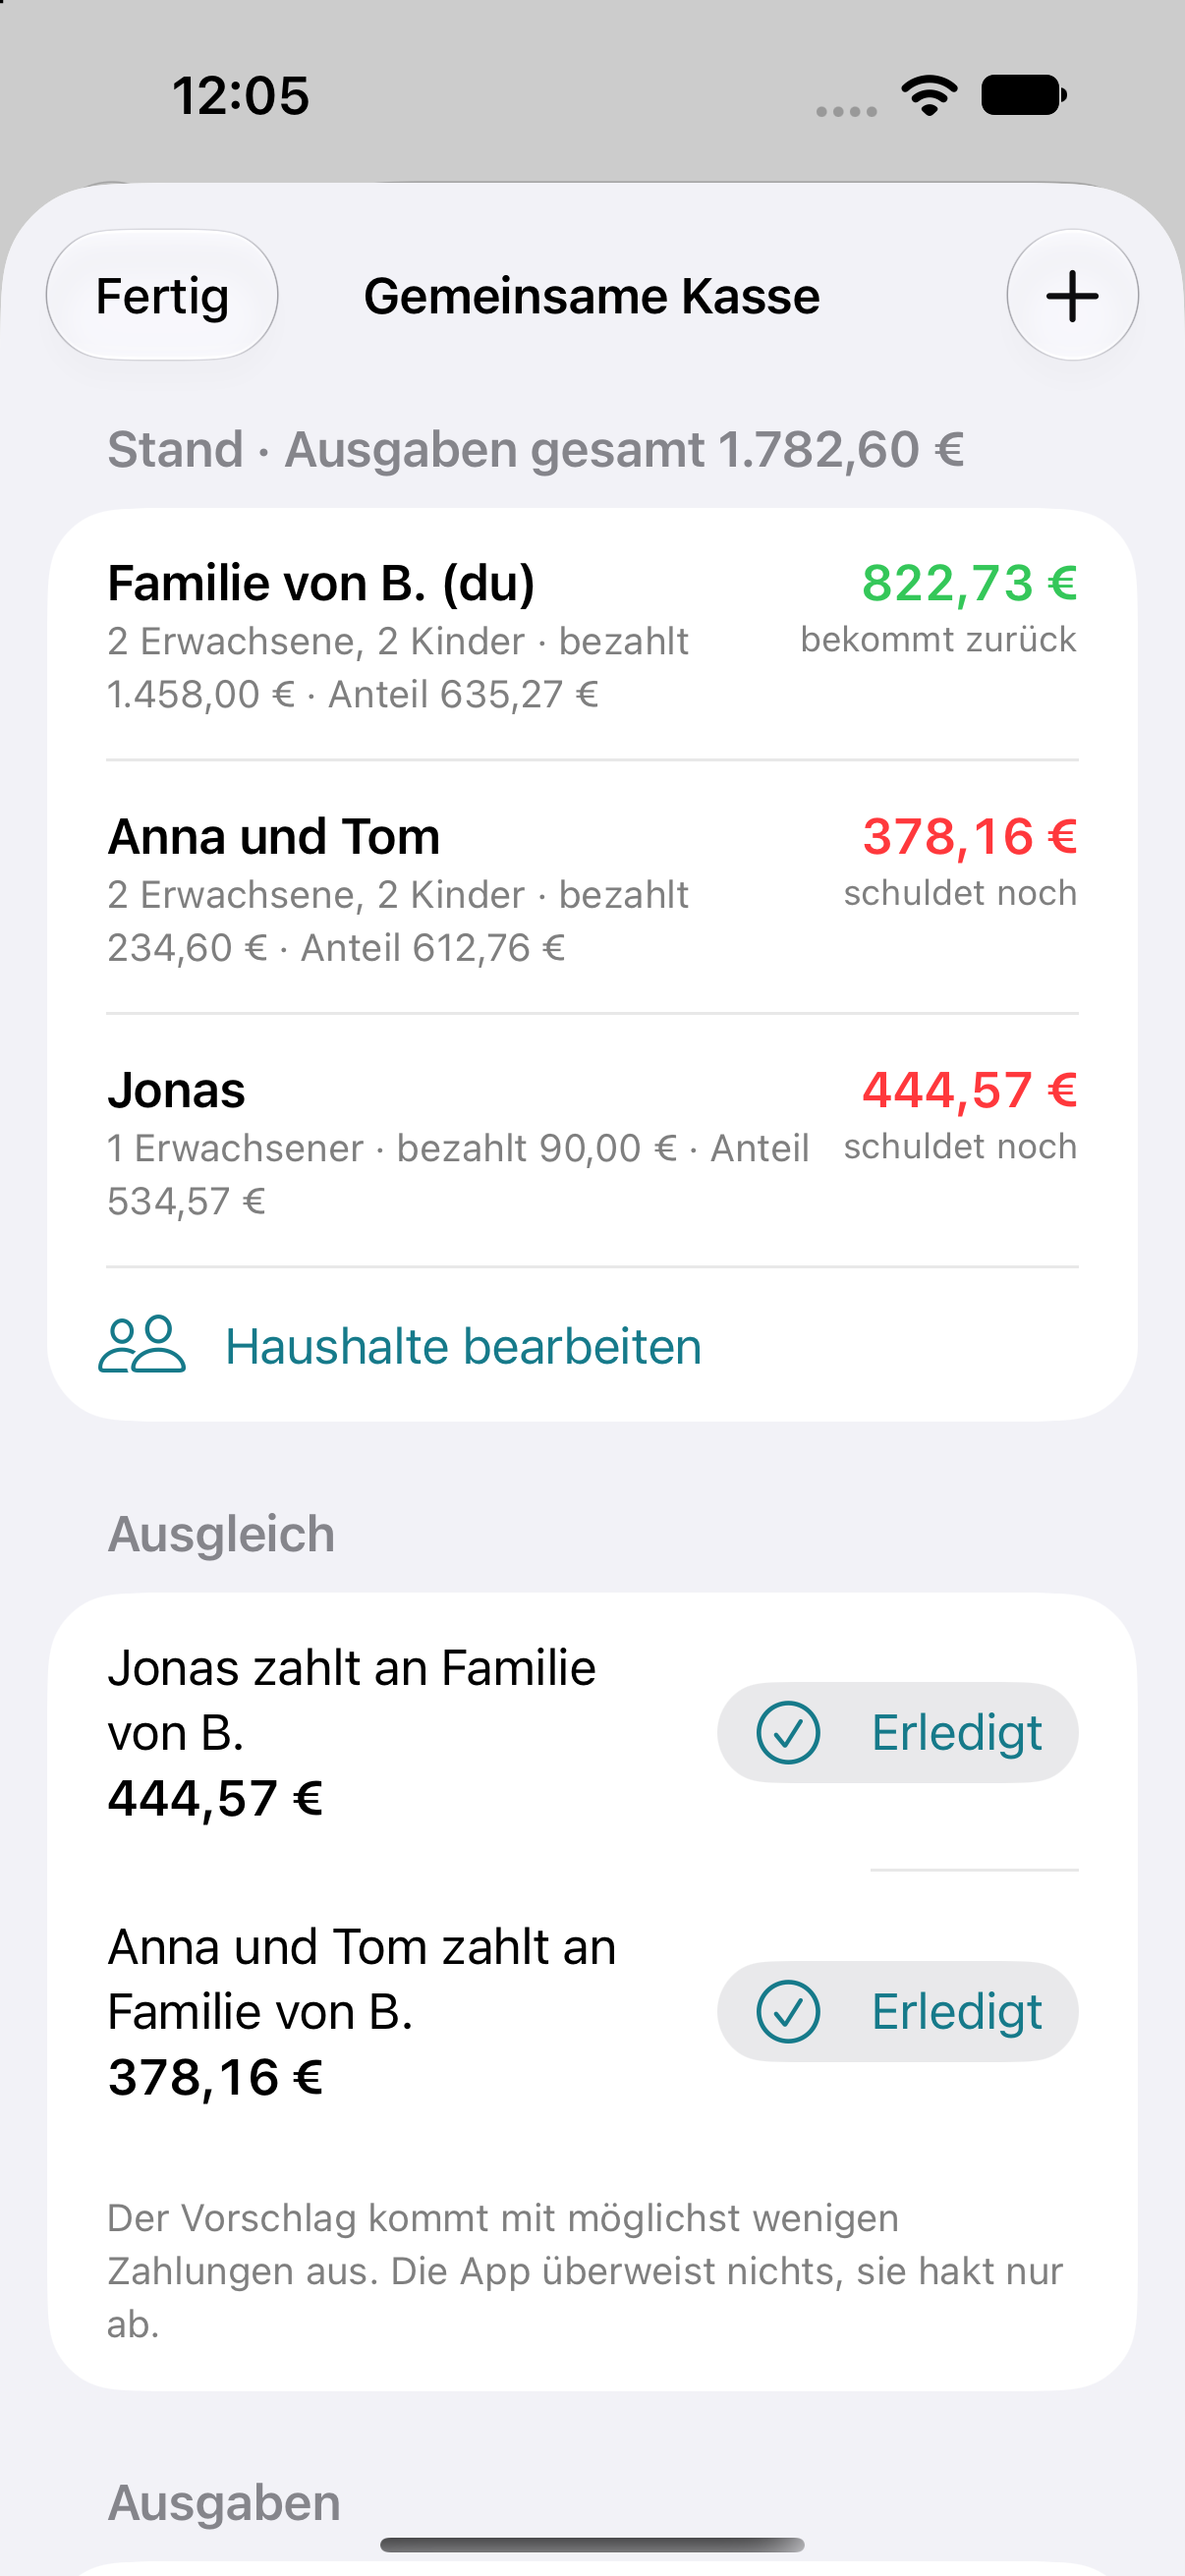 12:05
Fertig
Gemeinsame Kasse
Stand · Ausgaben gesamt 1.782,60 €
Familie von B. (du)
822,73 €
2 Erwachsene, 2 Kinder · bezahlt
bekommt zurück
1.458,00 € · Anteil 635,27 €
Anna und Tom
378,16 €
2 Erwachsene, 2 Kinder · bezahlt
schuldet noch
234,60 € · Anteil 612,76 €
Jonas
444,57 €
1 Erwachsener · bezahlt 90,00 € · Anteil
schuldet noch
534,57 €
Haushalte bearbeiten
Ausgleich
Jonas zahlt an Familie
von B.
444,57 €
Erledigt
Anna und Tom zahlt an
Familie von B.
378,16 €
Erledigt
Der Vorschlag kommt mit möglichst wenigen
Zahlungen aus. Die App überweist nichts, sie hakt nur
ab.
Ausgaben